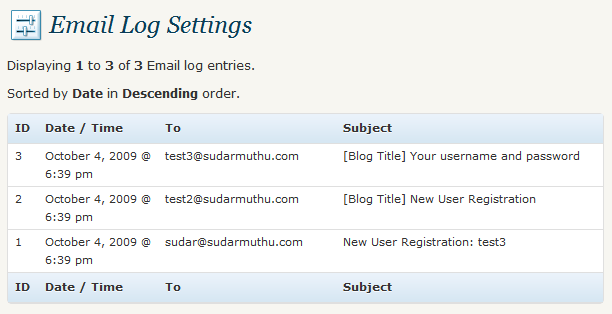 Email Log Settings
Displaying 1 to 3 of 3 Email log entries.
Sorted by Date in Descending order.
ID Date / Time To Subject
3 October 4, 2009 @ 6:39 pm test3@sudarmuthu.com [Blog Title] Your username and password
2 October 4, 2009 @ 6:39 pm test2@sudarmuthu.com [Blog Title] New User Registration
1 October 4, 2009 @ 6:39 pm sudar@sudarmuthu.com New User Registration: test3
ID Date / Time To Subject